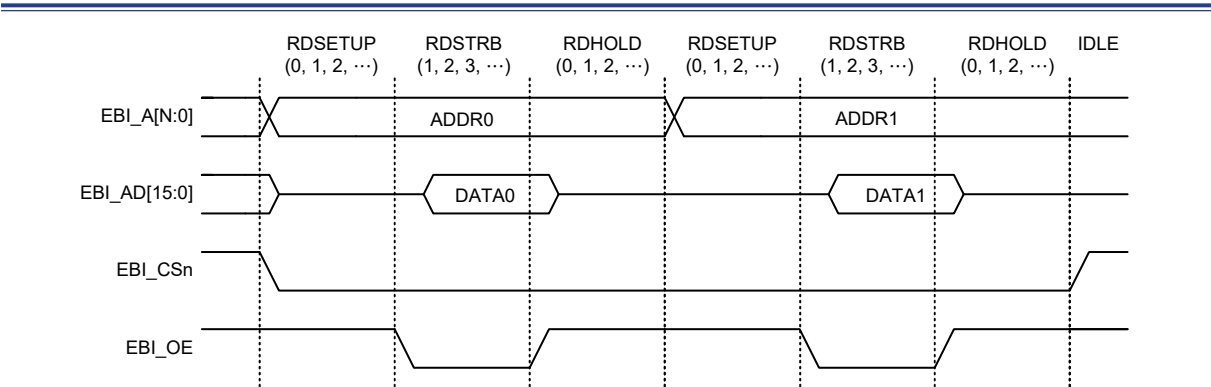 RDSETUP RDSTRB RDHOLD RDSETUP RDSTRB RDHOLD IDLE
(0, 1, 2, ⋯) (1, 2, 3, ⋯) (0, 1, 2, ⋯) (0, 1, 2, ⋯) (1, 2, 3, ⋯) (0, 1, 2, ⋯)
EBI_A[N:0] ADDR0 ADDR1
EBI_AD[15:0] DATA0 DATA1
EBI_CSn
EBI_OE